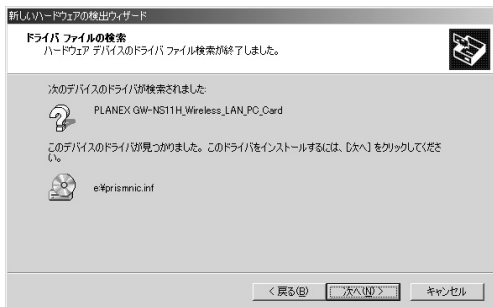 新しいハードウェアの検出ウィザード
ドライバ ファイルの検索
ハードウェア デバイスのドライバ ファイル検索が終了しました。
次のデバイスのドライバが検索されました:
PLANEX GW-NS11H_Wireless_LAN_PC_Card
このデバイスのドライバが見つかりました。このドライバをインストールするには、[次へ] をクリックしてくださ
い。
e:¥prismnic.inf
< 戻る(B) 次へ(N) > キャンセル